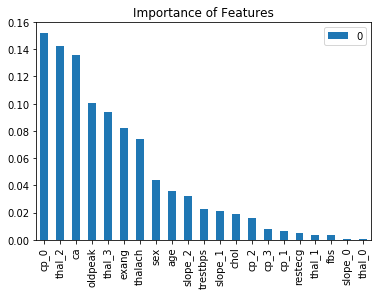 Importance of Features
0
0.16
0.14
0.12
0.10
0.08
0.06
0.04
0.02
0.00
cp_0
thal_2
ca
oldpeak
thal_3
exang
thalach
sex
age
slope_2
trestbps
slope_1
chol
cp_2
cp_3
cp_1
restecg
thal_1
fbs
slope_0
thal_0